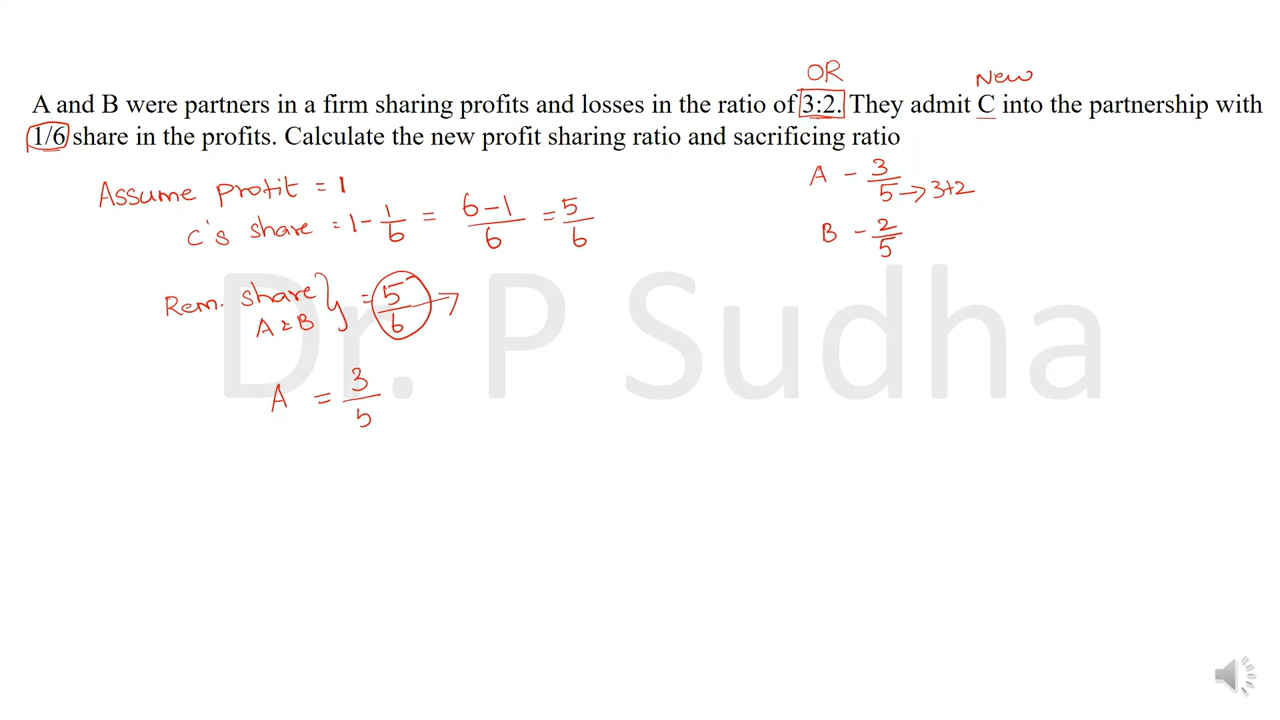 OR
New
A and B were partners in a firm sharing profits and losses in the ratio of 3:2. They admit C into the partnership with
1/6 share in the profits. Calculate the new profit sharing ratio and sacrificing ratio
Assume profit = 1
C's share = 1 - 1/6 = 6-1/6 = 5/6
Rem. share } = 5/6 →
A & B
A = 3/5
A - 3/5 → 3+2
B - 2/5
Dr. P Sudha